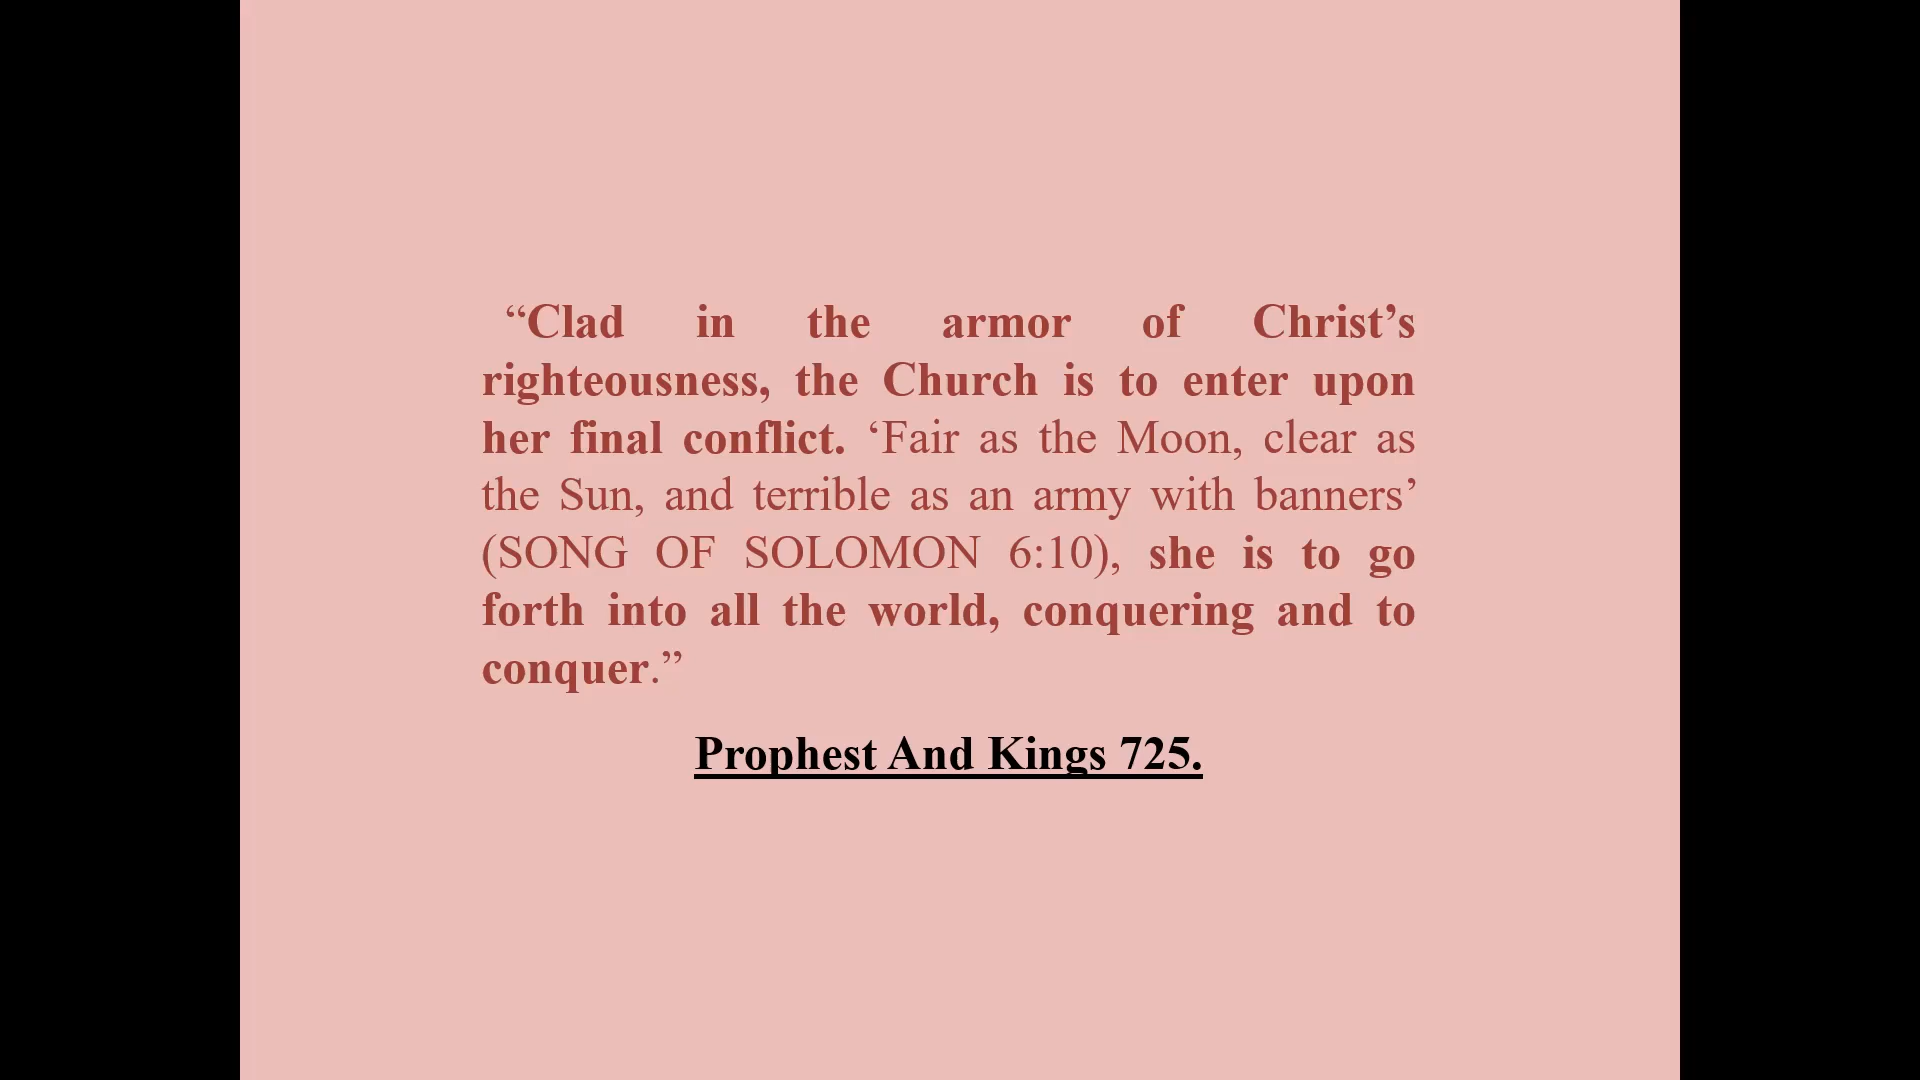 “Clad in the armor of Christ’s
righteousness, the Church is to enter upon
her final conflict. ‘Fair as the Moon, clear as
the Sun, and terrible as an army with banners’
(SONG OF SOLOMON 6:10), she is to go
forth into all the world, conquering and to
conquer.”
Prophest And Kings 725.